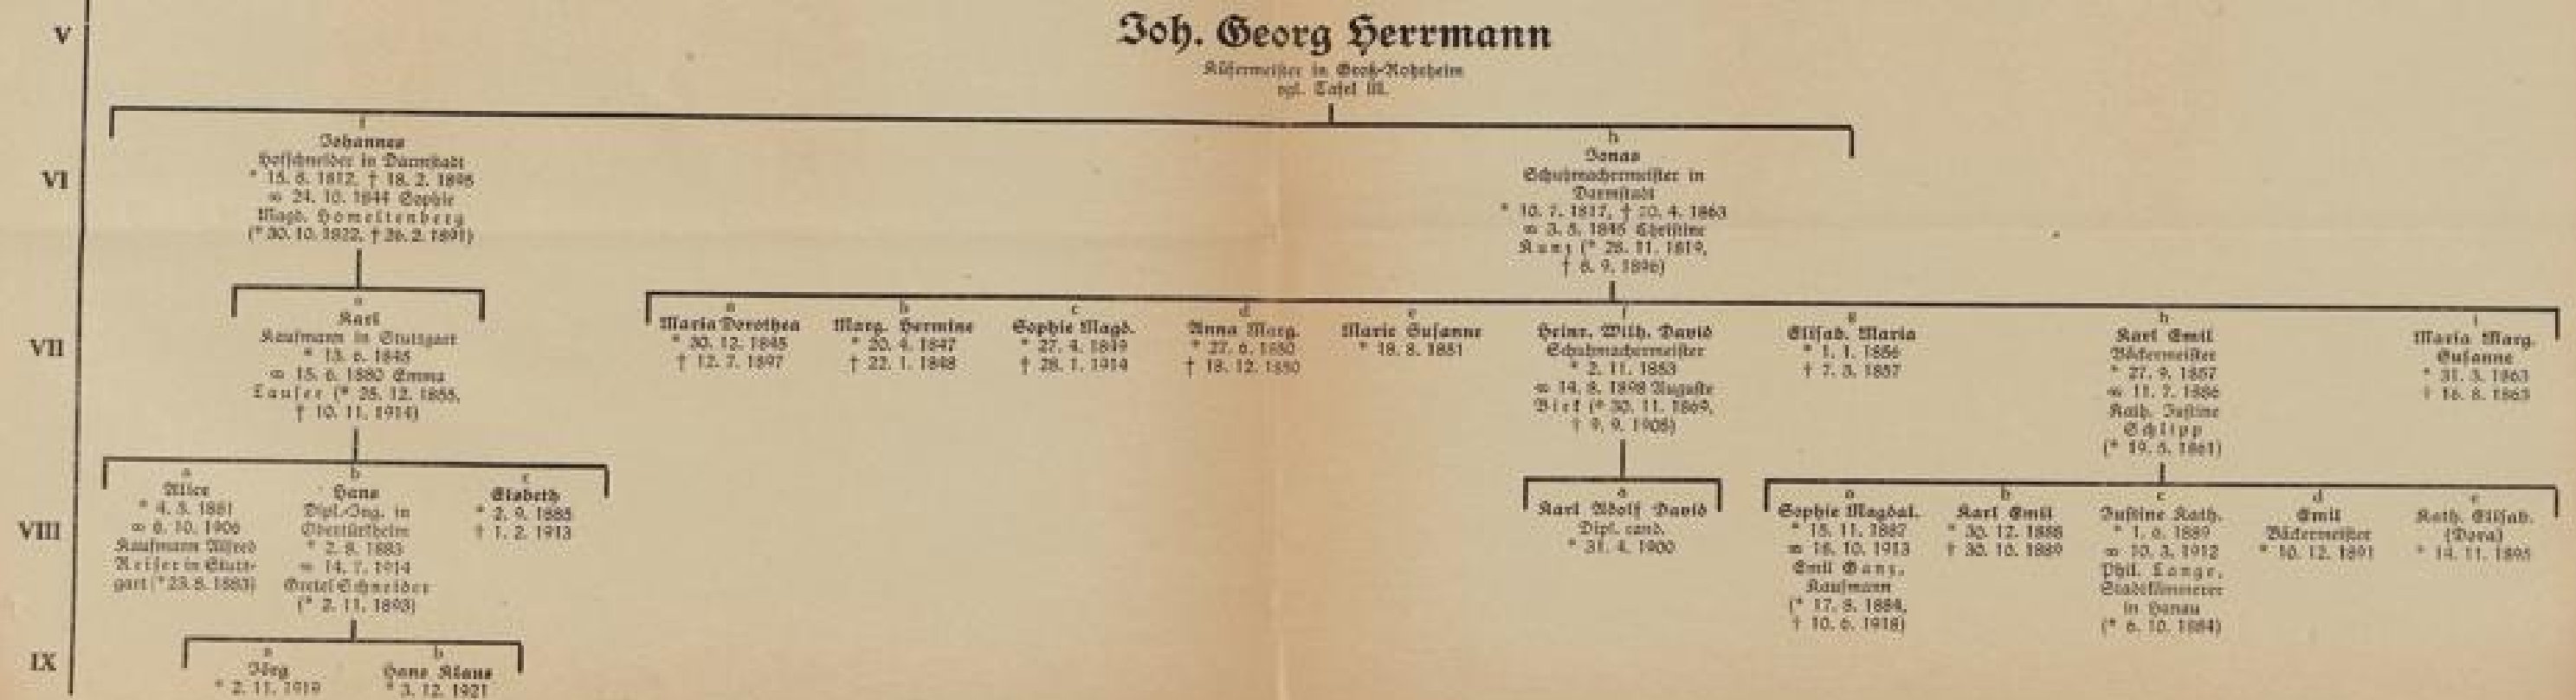 V
Joh. Georg Herrmann
Küfermeister in Groß-Rohrheim
vgl. Tafel III.
VI
f
Johannes
Hofschneider in Darmstadt
* 15. 8. 1812, † 18. 2. 1895
∞ 24. 10. 1844 Sophie
Magd. Homeltenberg
(* 30. 10. 1822, † 26. 2. 1891)
h
Jonas
Schuhmachermeister in
Darmstadt
* 10. 7. 1817, † 20. 4. 1863
∞ 3. 5. 1845 Christine
Kunz (* 28. 11. 1819,
† 8. 9. 1896)
VII
a
Karl
Kaufmann in Stuttgart
* 13. 6. 1845
∞ 15. 6. 1880 Emma
Laufer (* 25. 12. 1855,
† 10. 11. 1914)
a
Maria Dorothea
* 30. 12. 1845
† 12. 7. 1897
b
Marg. Hermine
* 20. 4. 1847
† 22. 1. 1848
c
Sophie Magd.
* 27. 4. 1849
† 28. 1. 1914
d
Anna Marg.
* 27. 6. 1850
† 18. 12. 1850
e
Marie Susanne
* 18. 8. 1851
f
Heinr. Wilh. David
Schuhmachermeister
* 2. 11. 1853
∞ 14. 8. 1898 Auguste
(* 30. 11. 1869,
† 9. 9. 1908)
g
Elisab. Maria
* 1. 1. 1856
† 7. 3. 1857
h
Karl Emil
Bäckermeister
* 27. 9. 1857
∞ 11. 7. 1886
Kath. Justine
Schlipp
(* 19. 5. 1861)
i
Maria Marg.
Susanne
* 31. 3. 1863
† 16. 8. 1863
VIII
a
Alice
* 4. 3. 1881
∞ 6. 10. 1906
Kaufmann Alfred
Reiser in Stutt-
gart (* 23. 8. 1883)
b
Hans
Dipl.-Ing. in
Obertürkheim
* 2. 8. 1883
∞ 14. 7. 1914
Gretel Schneider
(* 2. 11. 1893)
c
Elsbeth
* 2. 9. 1885
† 1. 2. 1913
a
Karl Adolf David
Dipl. cand.
* 31. 4. 1900
a
Sophie Magdal.
* 15. 11. 1887
∞ 16. 10. 1913
Emil Ganz,
Kaufmann
(* 17. 8. 1884,
† 10. 6. 1918)
b
Karl Emil
* 30. 12. 1888
† 30. 10. 1889
c
Justine Kath.
* 1. 6. 1889
∞ 10. 3. 1912
Phil. Lange,
Stadtkämmerer
in Hanau
(* 6. 10. 1884)
d
Emil
Bäckermeister
* 10. 12. 1891
e
Kath. Elisab.
(Dora)
* 14. 11. 1895
IX
a
Jörg
* 2. 11. 1919
b
Hans Klaus
* 3. 12. 1921